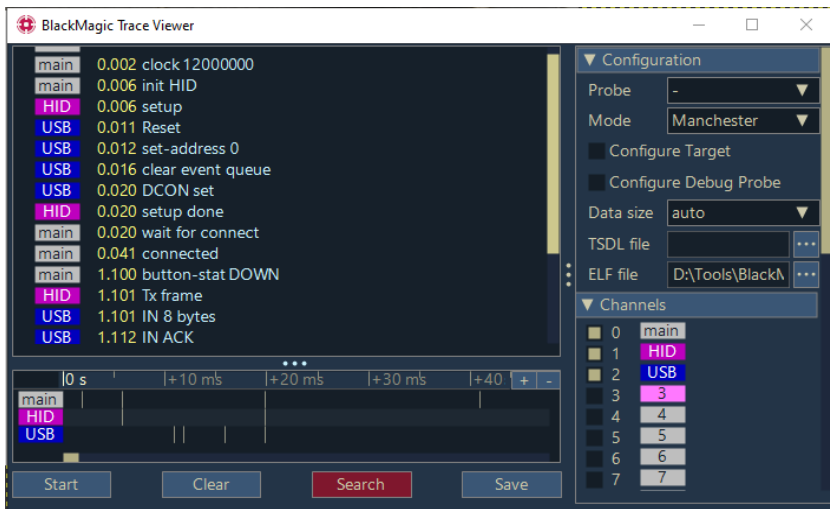 BlackMagic Trace Viewer
main 0.002 clock 12000000
main 0.006 init HID
HID 0.006 setup
USB 0.011 Reset
USB 0.012 set-address 0
USB 0.016 clear event queue
USB 0.020 DCON set
HID 0.020 setup done
main 0.020 wait for connect
main 0.041 connected
main 1.100 button-stat DOWN
HID 1.101 Tx frame
USB 1.101 IN 8 bytes
USB 1.112 IN ACK
0 s +10 ms +20 ms +30 ms +40 + -
main
HID
USB
Start Clear Search Save
▼ Configuration
Probe - ▼
Mode Manchester ▼
Configure Target
Configure Debug Probe
Data size auto ▼
TSDL file ...
ELF file D:\Tools\Black ...
▼ Channels
0 main
1 HID
2 USB
3 3
4 4
5 5
6 6
7 7